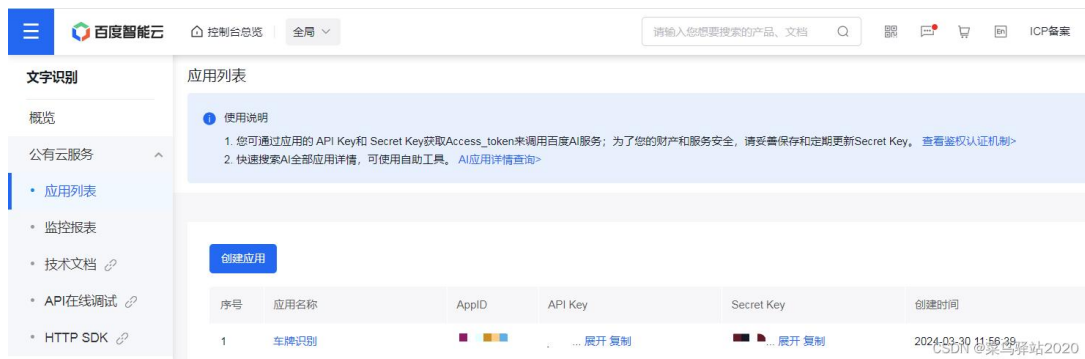 百度智能云 控制台总览 全局 请输入您想要搜索的产品、文档 ICP备案
文字识别
应用列表
概览
使用说明
1. 您可通过应用的 API Key和 Secret Key获取Access_token来调用百度AI服务；为了您的财产和服务安全，请妥善保存和定期更新Secret Key。 查看鉴权认证机制>
2. 快速搜索AI全部应用详情，可使用自助工具。 AI应用详情查询>
公有云服务
应用列表
监控报表
技术文档
API在线调试
HTTP SDK
创建应用
序号 应用名称 AppID API Key Secret Key 创建时间
1 车牌识别 ... 展开 复制 ... 展开 复制 2024-03-30 11:56:39
CSDN @菜鸟驿站2020